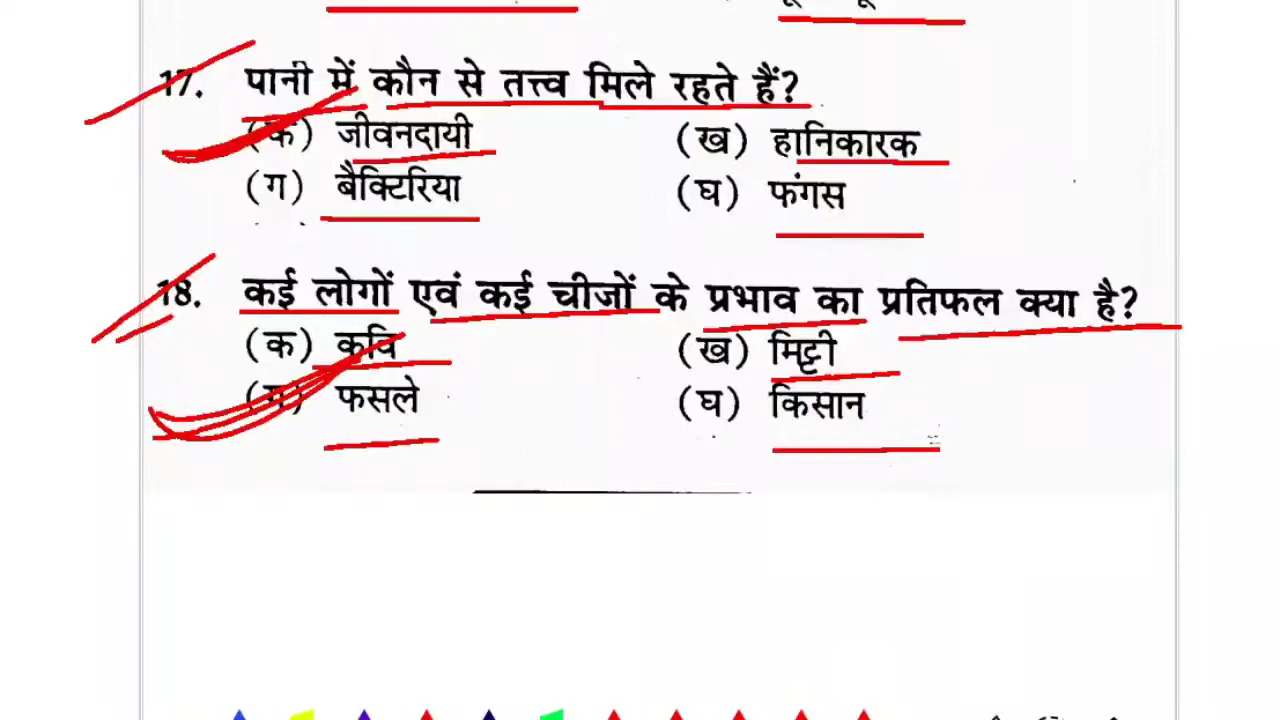 17. पानी में कौन से तत्त्व मिले रहते हैं?
(क) जीवनदायी (ख) हानिकारक
(ग) बैक्टिरिया (घ) फंगस
18. कई लोगों एवं कई चीजों के प्रभाव का प्रतिफल क्या है?
(क) कवि (ख) मिट्टी
(ग) फसले (घ) किसान